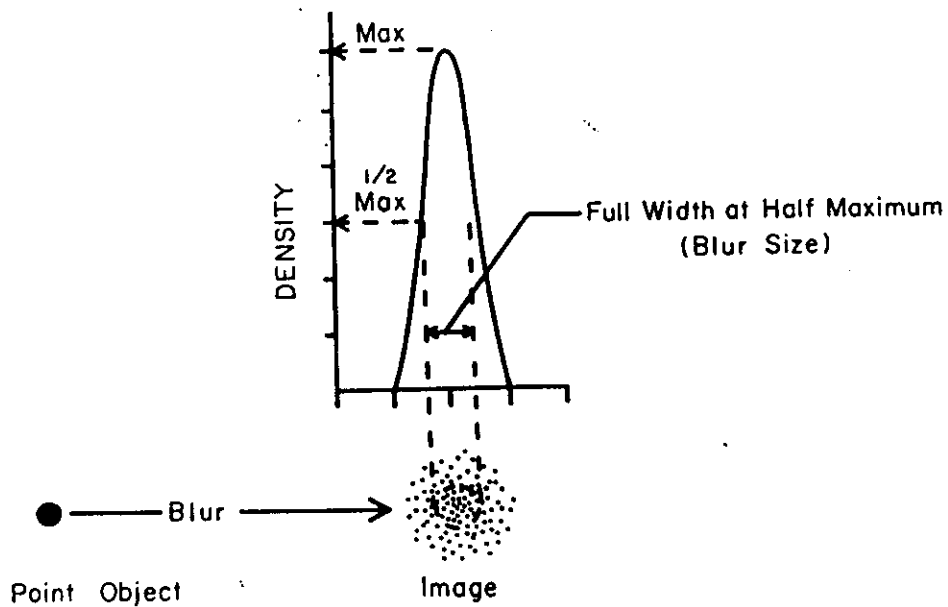 Max
1/2
Max
DENSITY
Full Width at Half Maximum
(Blur Size)
Blur
Point Object
Image